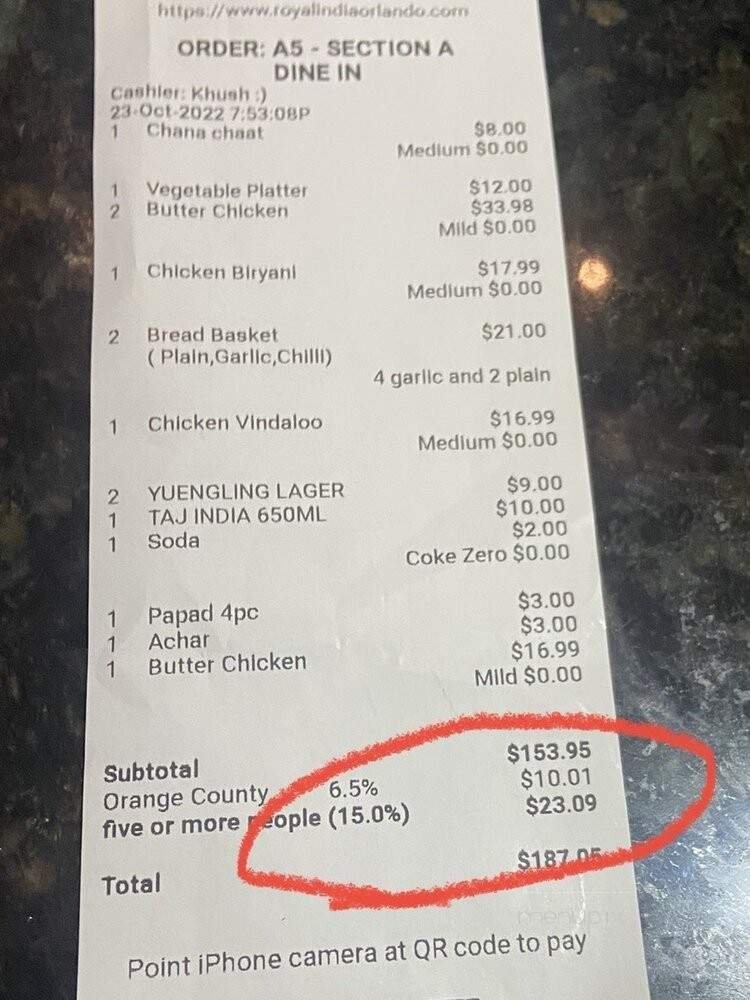 https://www.royalindiaorlando.com
ORDER: A5 - SECTION A
DINE IN
Cashier: Khush :)
23-Oct-2022 7:53:08P
1 Chana chaat $8.00
Medium $0.00
1 Vegetable Platter $12.00
2 Butter Chicken $33.98
Mild $0.00
1 Chicken Biryani $17.99
Medium $0.00
2 Bread Basket $21.00
( Plain,Garlic,Chilli)
4 garlic and 2 plain
1 Chicken Vindaloo $16.99
Medium $0.00
2 YUENGLING LAGER $9.00
1 TAJ INDIA 650ML $10.00
1 Soda $2.00
Coke Zero $0.00
1 Papad 4pc $3.00
1 Achar $3.00
1 Butter Chicken $16.99
Mild $0.00
Subtotal $153.95
Orange County 6.5% $10.01
five or more people (15.0%) $23.09
Total $187.05
Point iPhone camera at QR code to pay